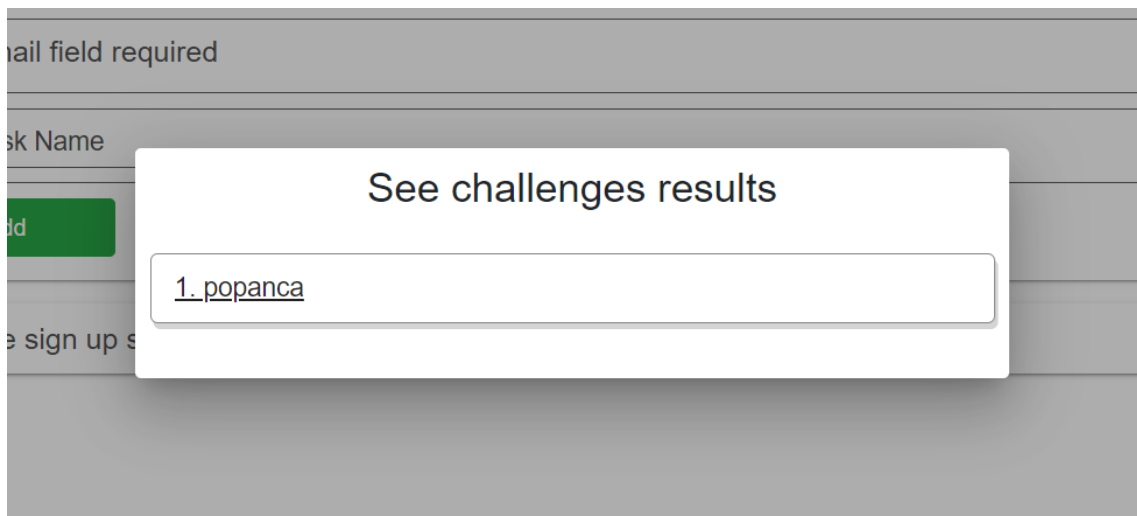 ail field required
sk Name
See challenges results
dd
1. popanca
e sign up s